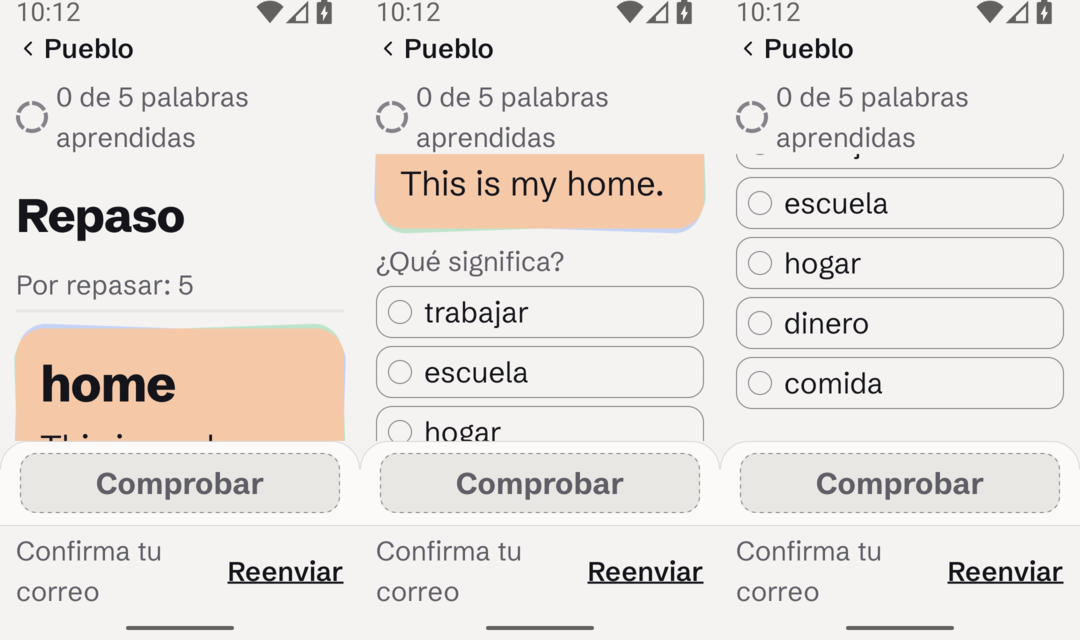 10:12
Pueblo
0 de 5 palabras
aprendidas
Repaso
Por repasar: 5
home
Comprobar
Confirma tu
correo
Reenviar
10:12
Pueblo
0 de 5 palabras
aprendidas
This is my home.
¿Qué significa?
trabajar
escuela
hogar
Comprobar
Confirma tu
correo
Reenviar
10:12
Pueblo
0 de 5 palabras
aprendidas
escuela
hogar
dinero
comida
Comprobar
Confirma tu
correo
Reenviar